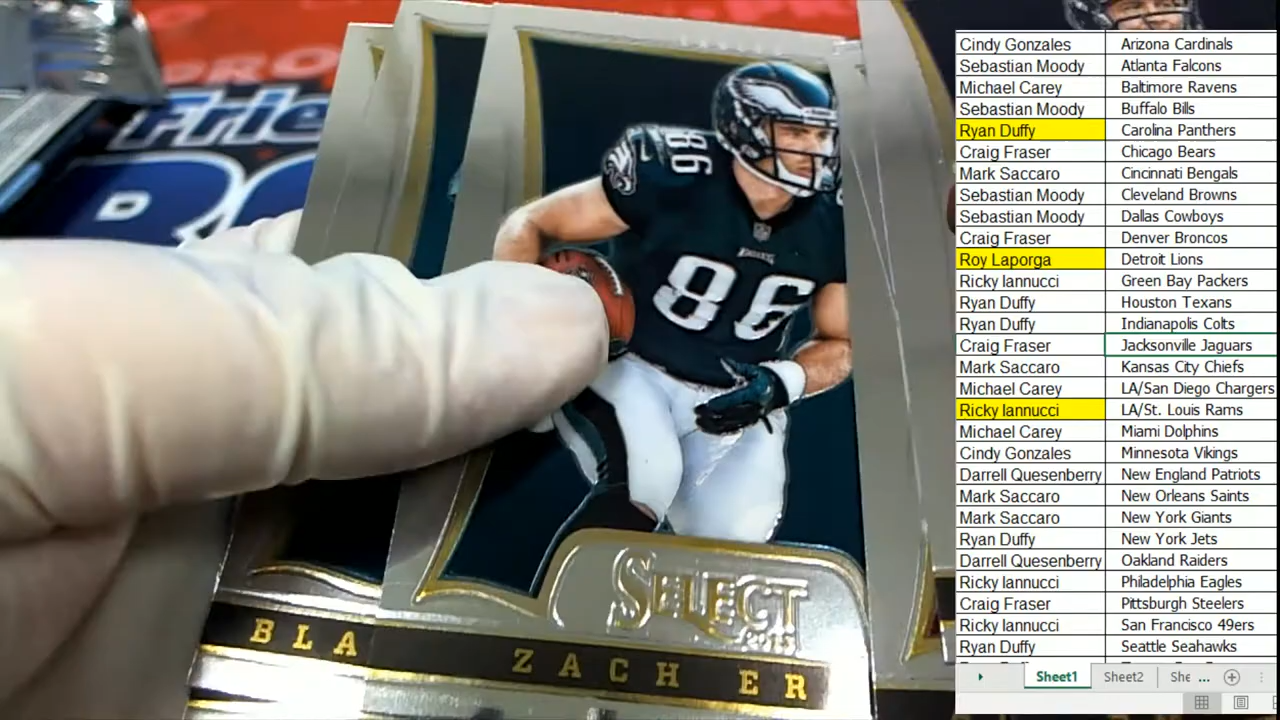 PRO
Frie
D
86
86
SELECT
2013
BLA
ZACH ER
Cindy Gonzales Arizona Cardinals
Sebastian Moody Atlanta Falcons
Michael Carey Baltimore Ravens
Sebastian Moody Buffalo Bills
Ryan Duffy Carolina Panthers
Craig Fraser Chicago Bears
Mark Saccaro Cincinnati Bengals
Sebastian Moody Cleveland Browns
Sebastian Moody Dallas Cowboys
Craig Fraser Denver Broncos
Roy Laporga Detroit Lions
Ricky Iannucci Green Bay Packers
Ryan Duffy Houston Texans
Ryan Duffy Indianapolis Colts
Craig Fraser Jacksonville Jaguars
Mark Saccaro Kansas City Chiefs
Michael Carey LA/San Diego Chargers
Ricky Iannucci LA/St. Louis Rams
Michael Carey Miami Dolphins
Cindy Gonzales Minnesota Vikings
Darrell Quesenberry New England Patriots
Mark Saccaro New Orleans Saints
Mark Saccaro New York Giants
Ryan Duffy New York Jets
Darrell Quesenberry Oakland Raiders
Ricky Iannucci Philadelphia Eagles
Craig Fraser Pittsburgh Steelers
Ricky Iannucci San Francisco 49ers
Ryan Duffy Seattle Seahawks
Sheet1 Sheet2 She ...